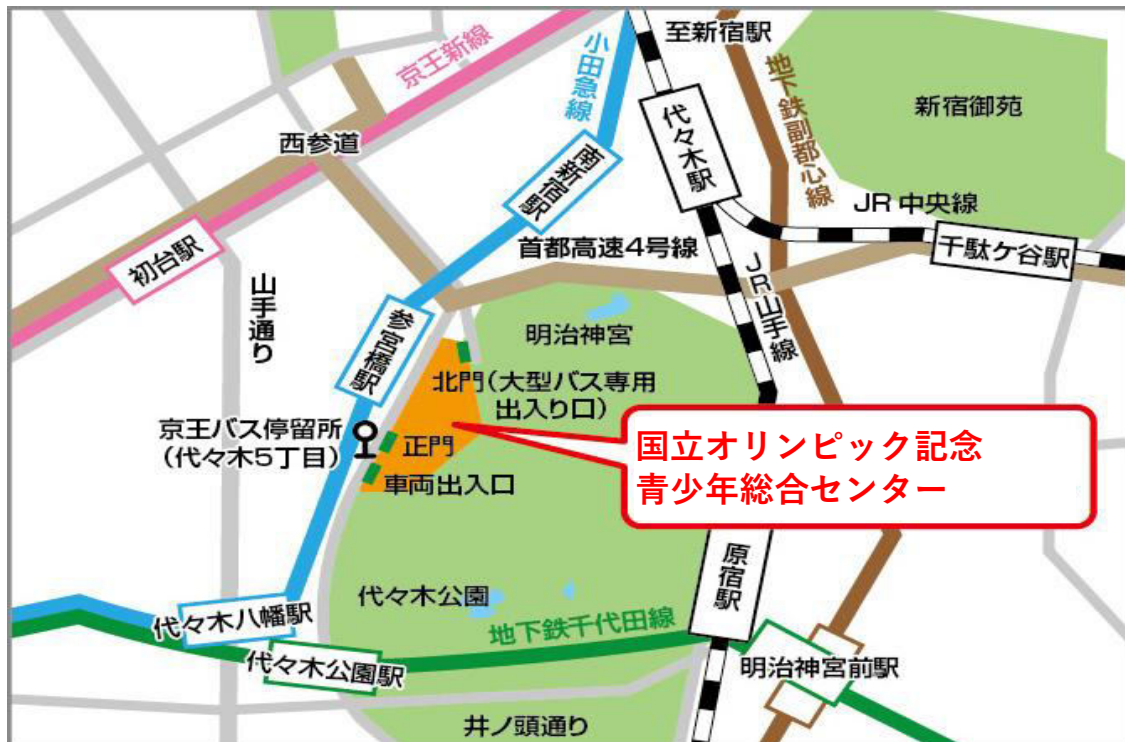 至新宿駅
京王新線
小田急線
地下鉄副都心線
新宿御苑
代々木駅
西参道
南新宿駅
JR中央線
首都高速4号線
千駄ケ谷駅
初台駅
JR山手線
山手通り
参宮橋駅
明治神宮
北門(大型バス専用
出入り口)
京王バス停留所
(代々木5丁目)
正門
車両出入口
国立オリンピック記念
青少年総合センター
原宿駅
代々木公園
代々木八幡駅
地下鉄千代田線
代々木公園駅
明治神宮前駅
井ノ頭通り